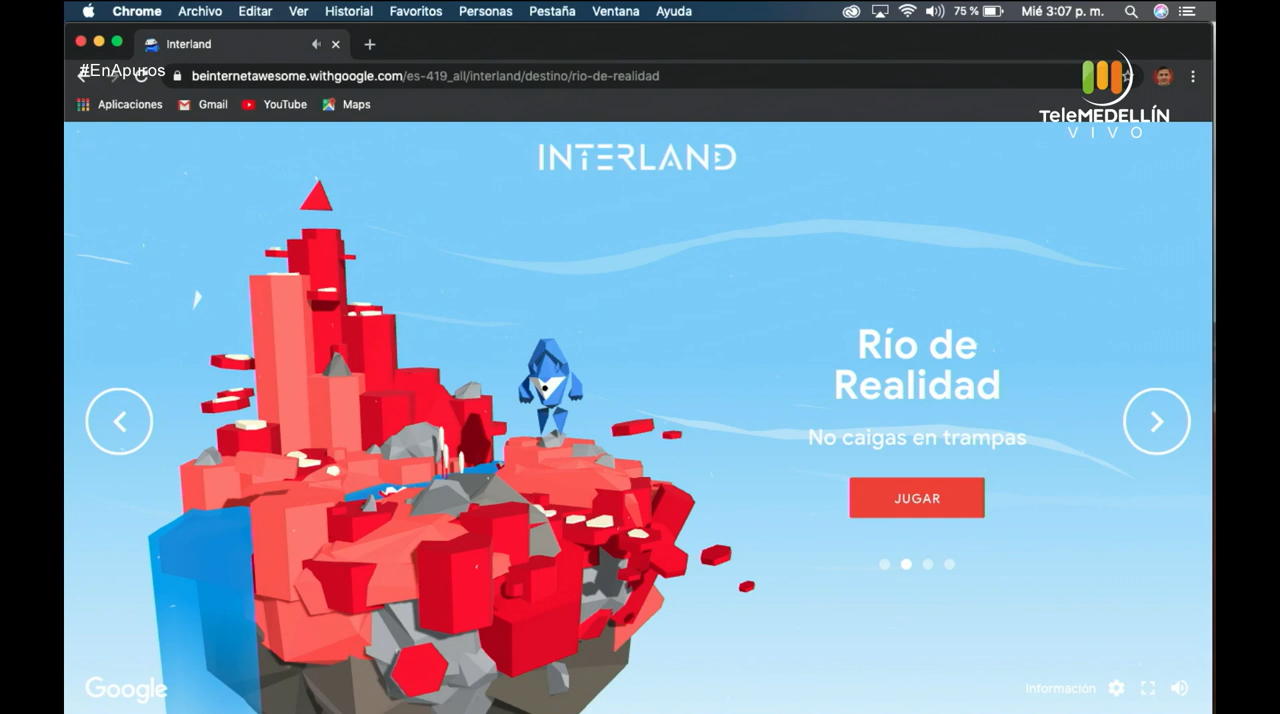 Chrome Archivo Editar Ver Historial Favoritos Personas Pestaña Ventana Ayuda 75 % Mié 3:07 p. m.
Interland
#EnApuros
beinternetawesome.withgoogle.com/es-419_all/interland/destino/rio-de-realidad
Aplicaciones Gmail YouTube Maps
TeleMEDELLÍN
VIVO
INTERLAND
Río de
Realidad
No caigas en trampas
JUGAR
Google
Información